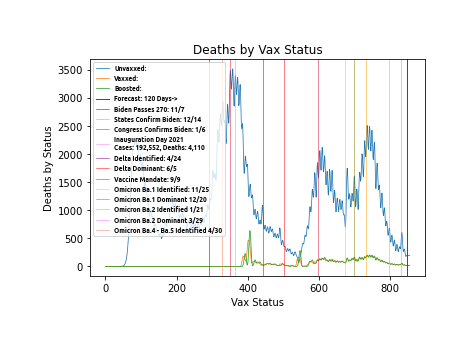 Deaths by Vax Status
Deaths by Status
3500
3000
2500
2000
1500
1000
500
0
Unvaxxed:
Vaxxed:
Boosted:
Forecast: 120 Days->
Biden Passes 270: 11/7
States Confirm Biden: 12/14
Congress Confirms Biden: 1/6
Inauguration Day 2021
Cases: 192,552, Deaths: 4,110
Delta Identified: 4/24
Delta Dominant: 6/5
Vaccine Mandate: 9/9
Omicron Ba.1 Identified: 11/25
Omicron Ba.1 Dominant 12/20
Omicron Ba.2 Identified 1/21
Omicron Ba.2 Dominant 3/29
Omicron Ba.4 - Ba.5 Identified 4/30
0 200 400 600 800
Vax Status